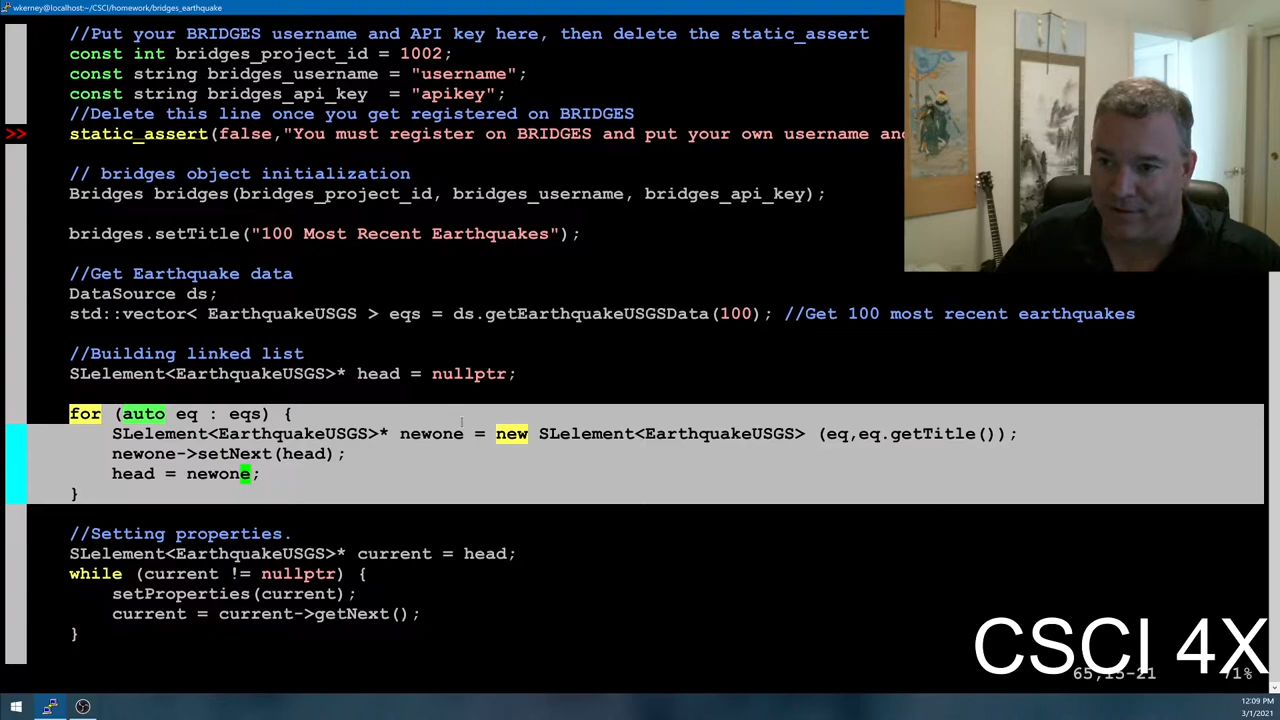 wkerney@localhost:~/CSCI/homework/bridges_earthquake
//Put your BRIDGES username and API key here, then delete the static_assert
const int bridges_project_id = 1002;
const string bridges_username = "username";
const string bridges_api_key  = "apikey";
//Delete this line once you get registered on BRIDGES
>> static_assert(false,"You must register on BRIDGES and put your own username an
// bridges object initialization
Bridges bridges(bridges_project_id, bridges_username, bridges_api_key);
bridges.setTitle("100 Most Recent Earthquakes");
//Get Earthquake data
DataSource ds;
std::vector< EarthquakeUSGS > eqs = ds.getEarthquakeUSGSData(100); //Get 100 most recent earthquakes
//Building linked list
SLelement<EarthquakeUSGS>* head = nullptr;
for (auto eq : eqs) {
SLelement<EarthquakeUSGS>* newone = new SLelement<EarthquakeUSGS> (eq,eq.getTitle());
newone->setNext(head);
head = newone;
}
//Setting properties.
SLelement<EarthquakeUSGS>* current = head;
while (current != nullptr) {
setProperties(current);
current = current->getNext();
}
CSCI 4X
65,15-21 71%
12:09 PM
3/1/2021